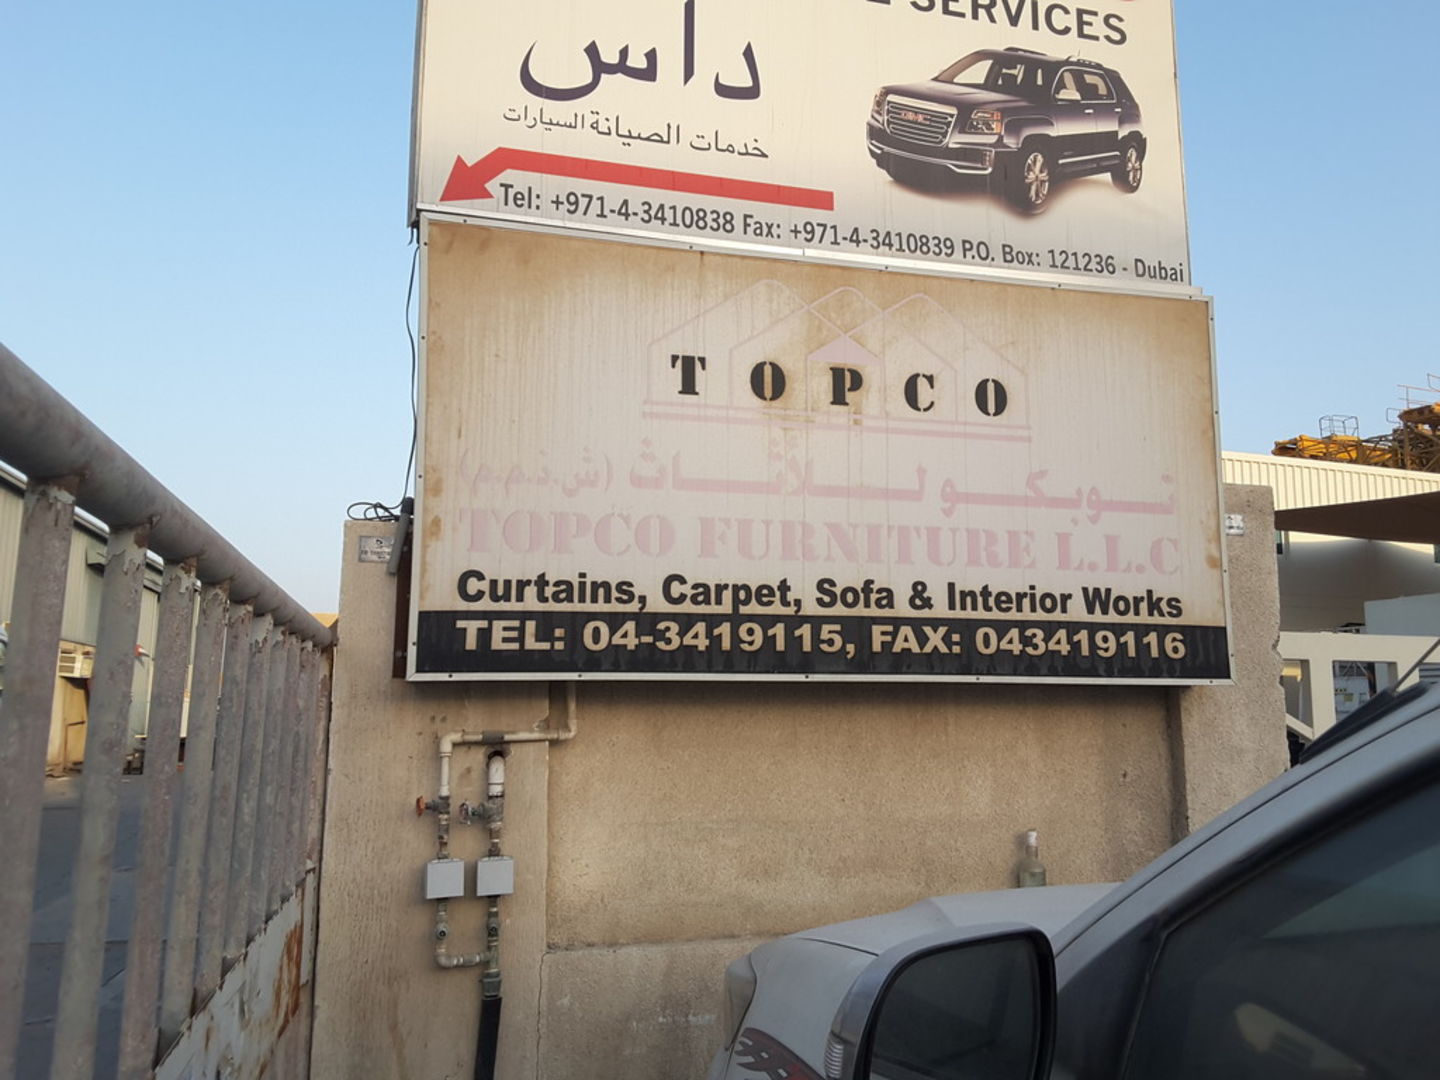 SERVICES
داس
خدمات الصيانة السيارات
GMC
Tel: +971-4-3410838 Fax: +971-4-3410839 P.O. Box: 121236 - Dubai
TOPCO
توبكو للأثاث (ش.ذ.م.م)
TOPCO FURNITURE L.L.C
Curtains, Carpet, Sofa & Interior Works
TEL: 04-3419115, FAX: 043419116